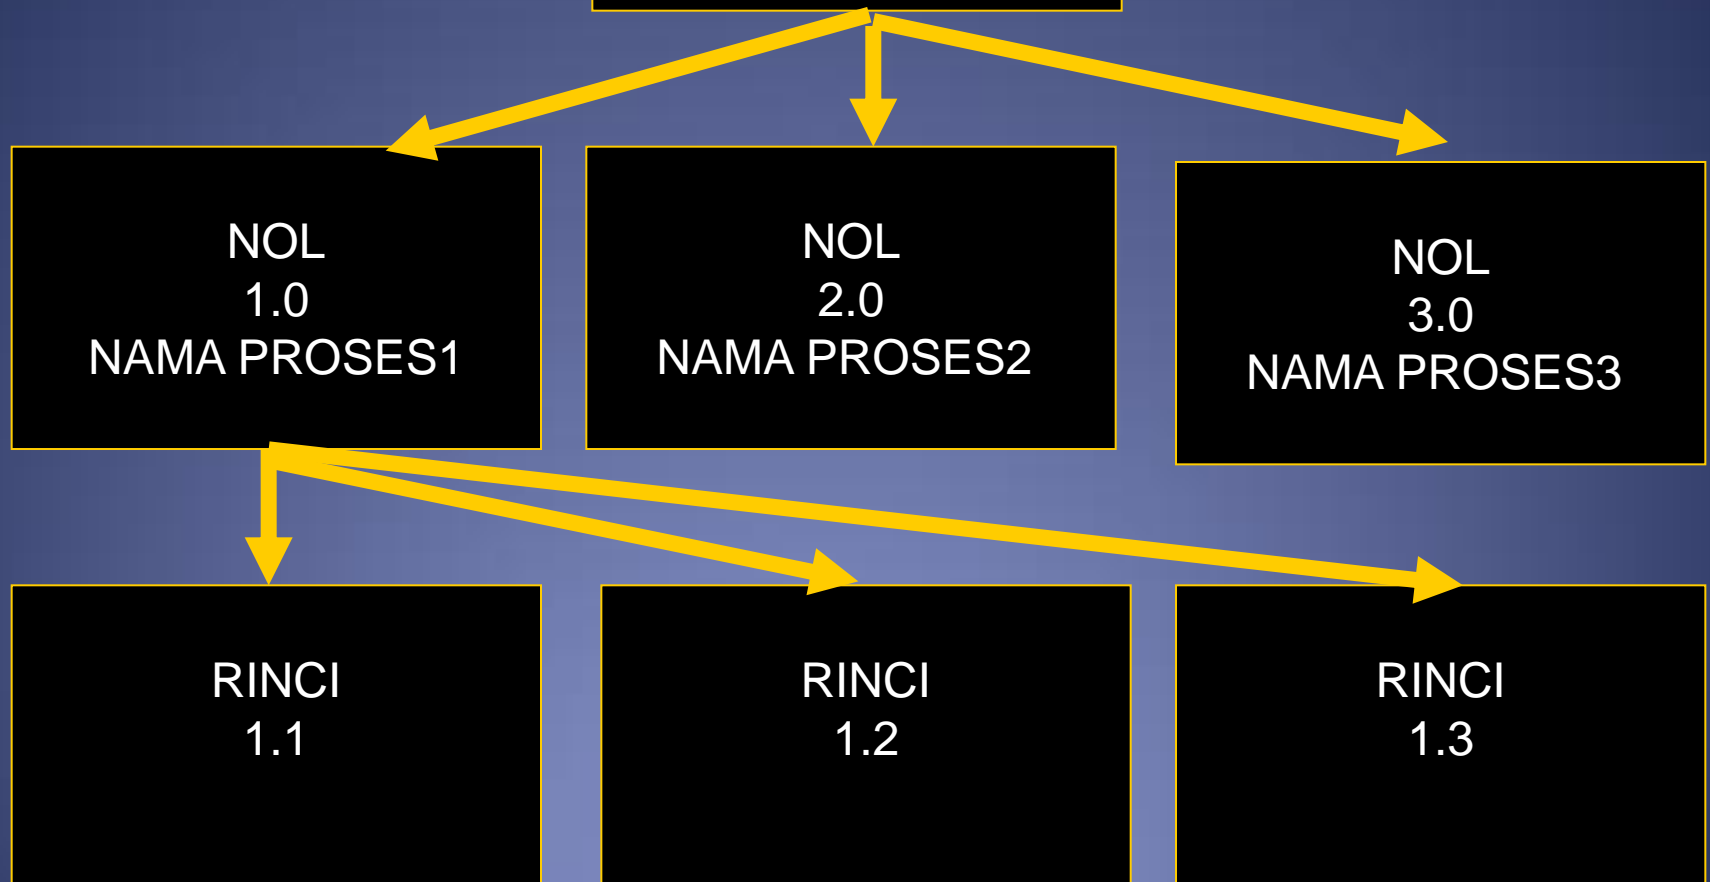 NOL
1.0
NAMA PROSES1
NOL
2.0
NAMA PROSES2
NOL
3.0
NAMA PROSES3
RINCI
1.1
RINCI
1.2
RINCI
1.3